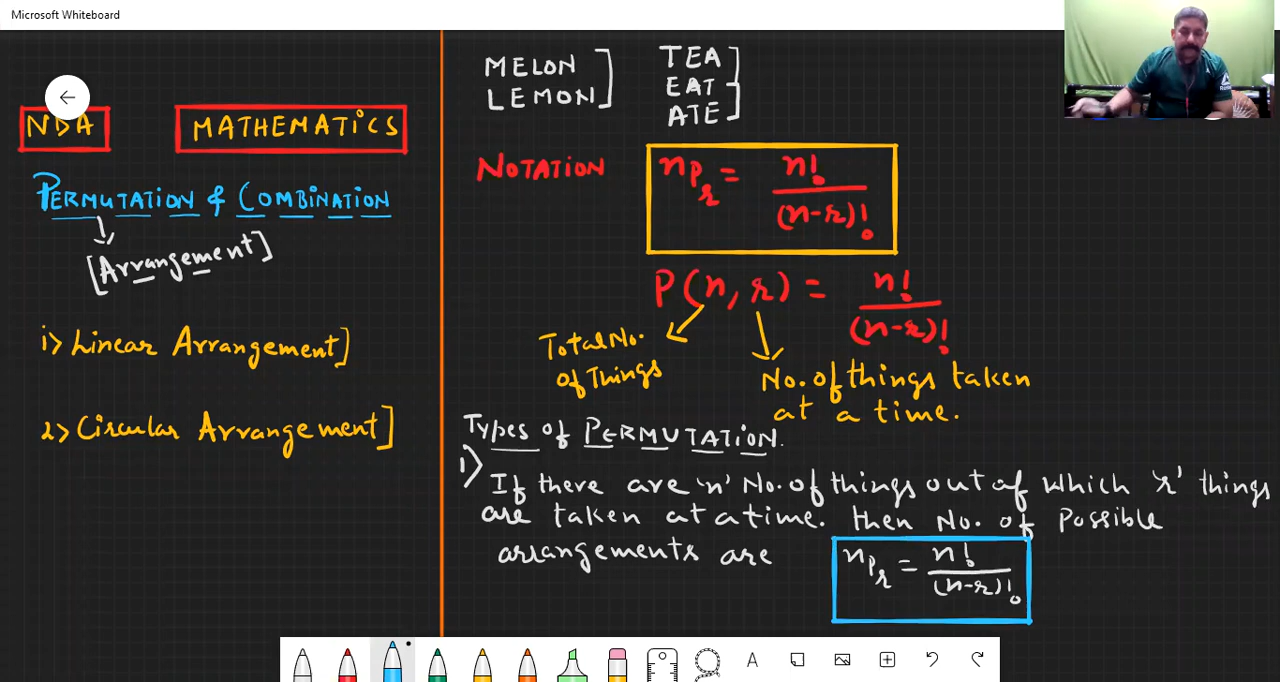 Microsoft Whiteboard
NDA MATHEMATICS
PERMUTATION & COMBINATION
[Arrangement]
1> Linear Arrangement]
2> Circular Arrangement]
MELON
LEMON
TEA
EAT
ATE
NOTATION nPr = n!/(n-r)!
P(n, r) = n!/(n-r)!
Total No.
of Things
No. of things taken
at a time.
Types of PERMUTATION.
1) If there are 'n' No. of things out of which 'r' things
are taken at a time. then No. of Possible
arrangements are nPr = n!/(n-r)!
A